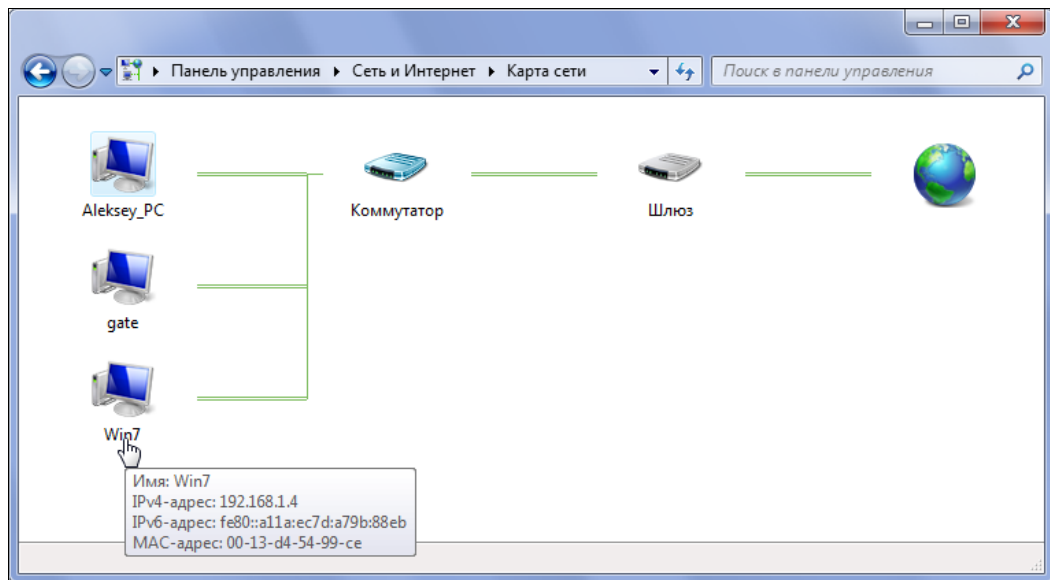 Панель управления ▸ Сеть и Интернет ▸ Карта сети
Поиск в панели управления
Aleksey_PC
Коммутатор
Шлюз
gate
Win7
Имя: Win7
IPv4-адрес: 192.168.1.4
IPv6-адрес: fe80::a11a:ec7d:a79b:88eb
MAC-адрес: 00-13-d4-54-99-ce